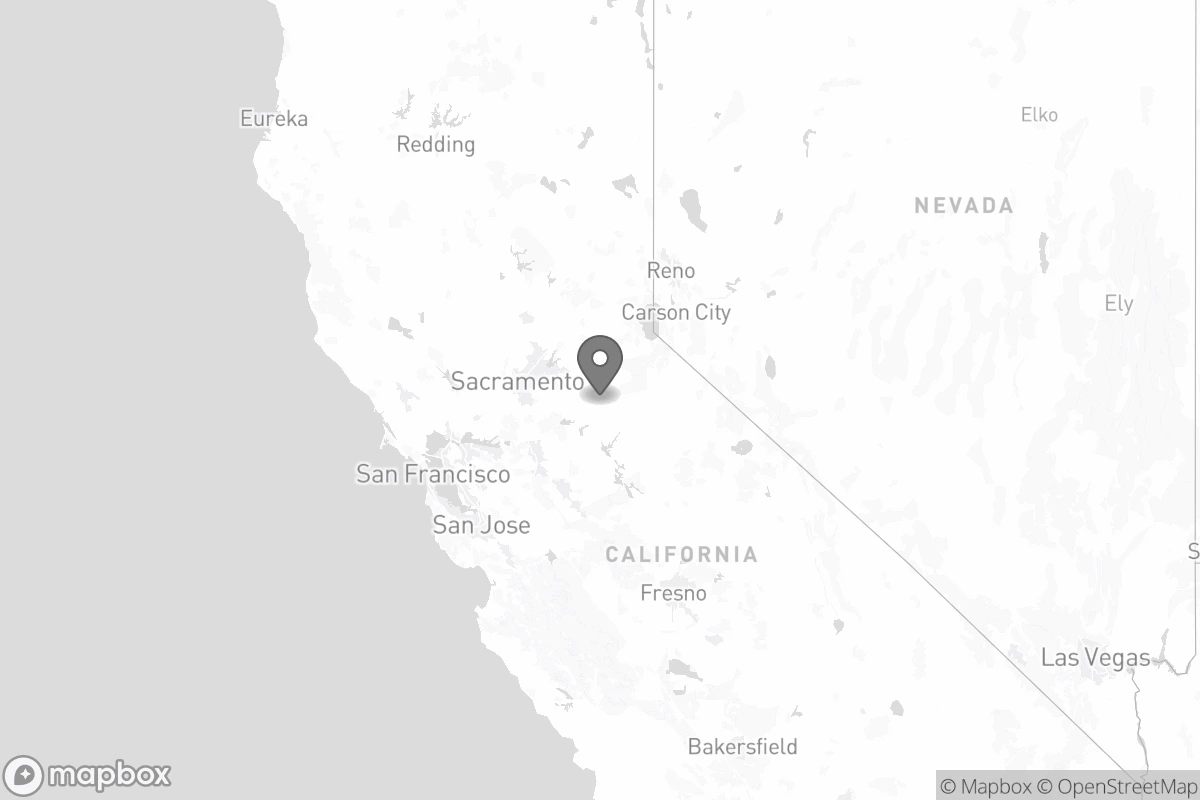 Eureka
Redding
Elko
NEVADA
Reno
Carson City
Ely
Sacramento
San Francisco
San Jose
CALIFORNIA
Fresno
S
Las Vegas
Bakersfield
mapbox
© Mapbox © OpenStreetMap